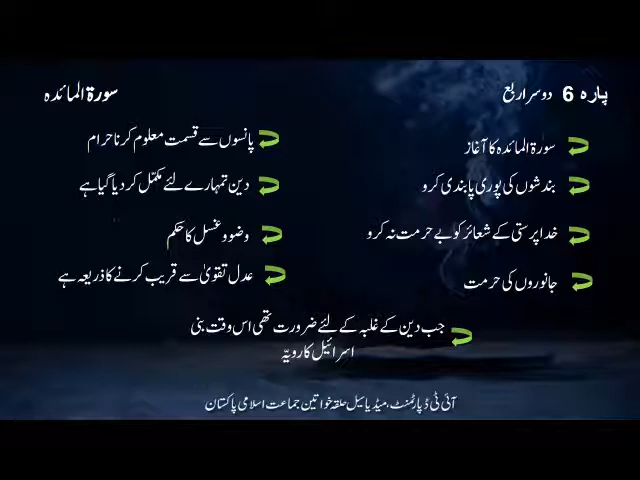 پارہ 6 دوسرا ربع
سورۃ المائدہ
سورۃ المائدہ کا آغاز
بندشوں کی پوری پابندی کرو
خدا پرستی کے شعائر کو بے حرمت نہ کرو
جانوروں کی حرمت
پانسوں سے قسمت معلوم کرنا حرام
دین تمہارے لئے مکمّل کر دیا گیا ہے
وضو و غسل کا حکم
عدل تقویٰ سے قریب کرنے کا ذریعہ ہے
جب دین کے غلبہ کے لئے ضرورت تھی اس وقت بنی
اسرائیل کا رویّہ
آئی ٹی ڈپارٹمنٹ، میڈیا سیل حلقہ خواتین جماعت اسلامی پاکستان